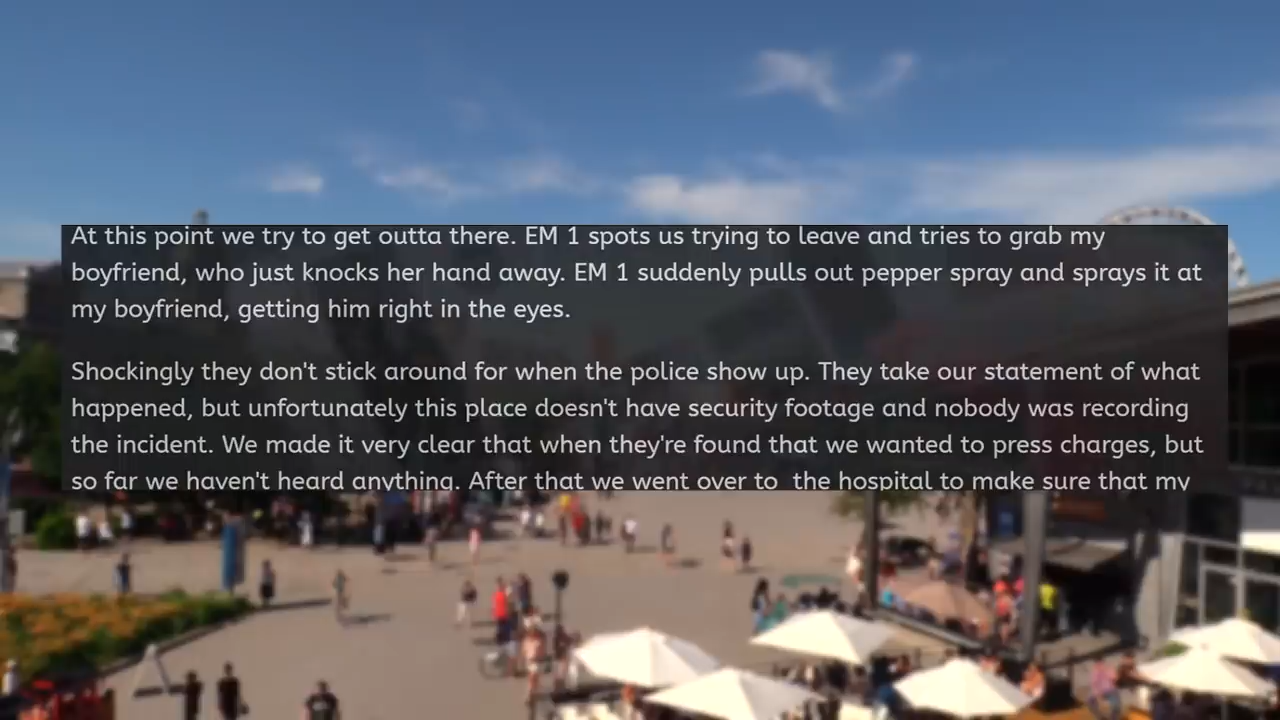 At this point we try to get outta there. EM 1 spots us trying to leave and tries to grab my
boyfriend, who just knocks her hand away. EM 1 suddenly pulls out pepper spray and sprays it at
my boyfriend, getting him right in the eyes.
Shockingly they don't stick around for when the police show up. They take our statement of what
happened, but unfortunately this place doesn't have security footage and nobody was recording
the incident. We made it very clear that when they're found that we wanted to press charges, but
so far we haven't heard anything. After that we went over to  the hospital to make sure that my